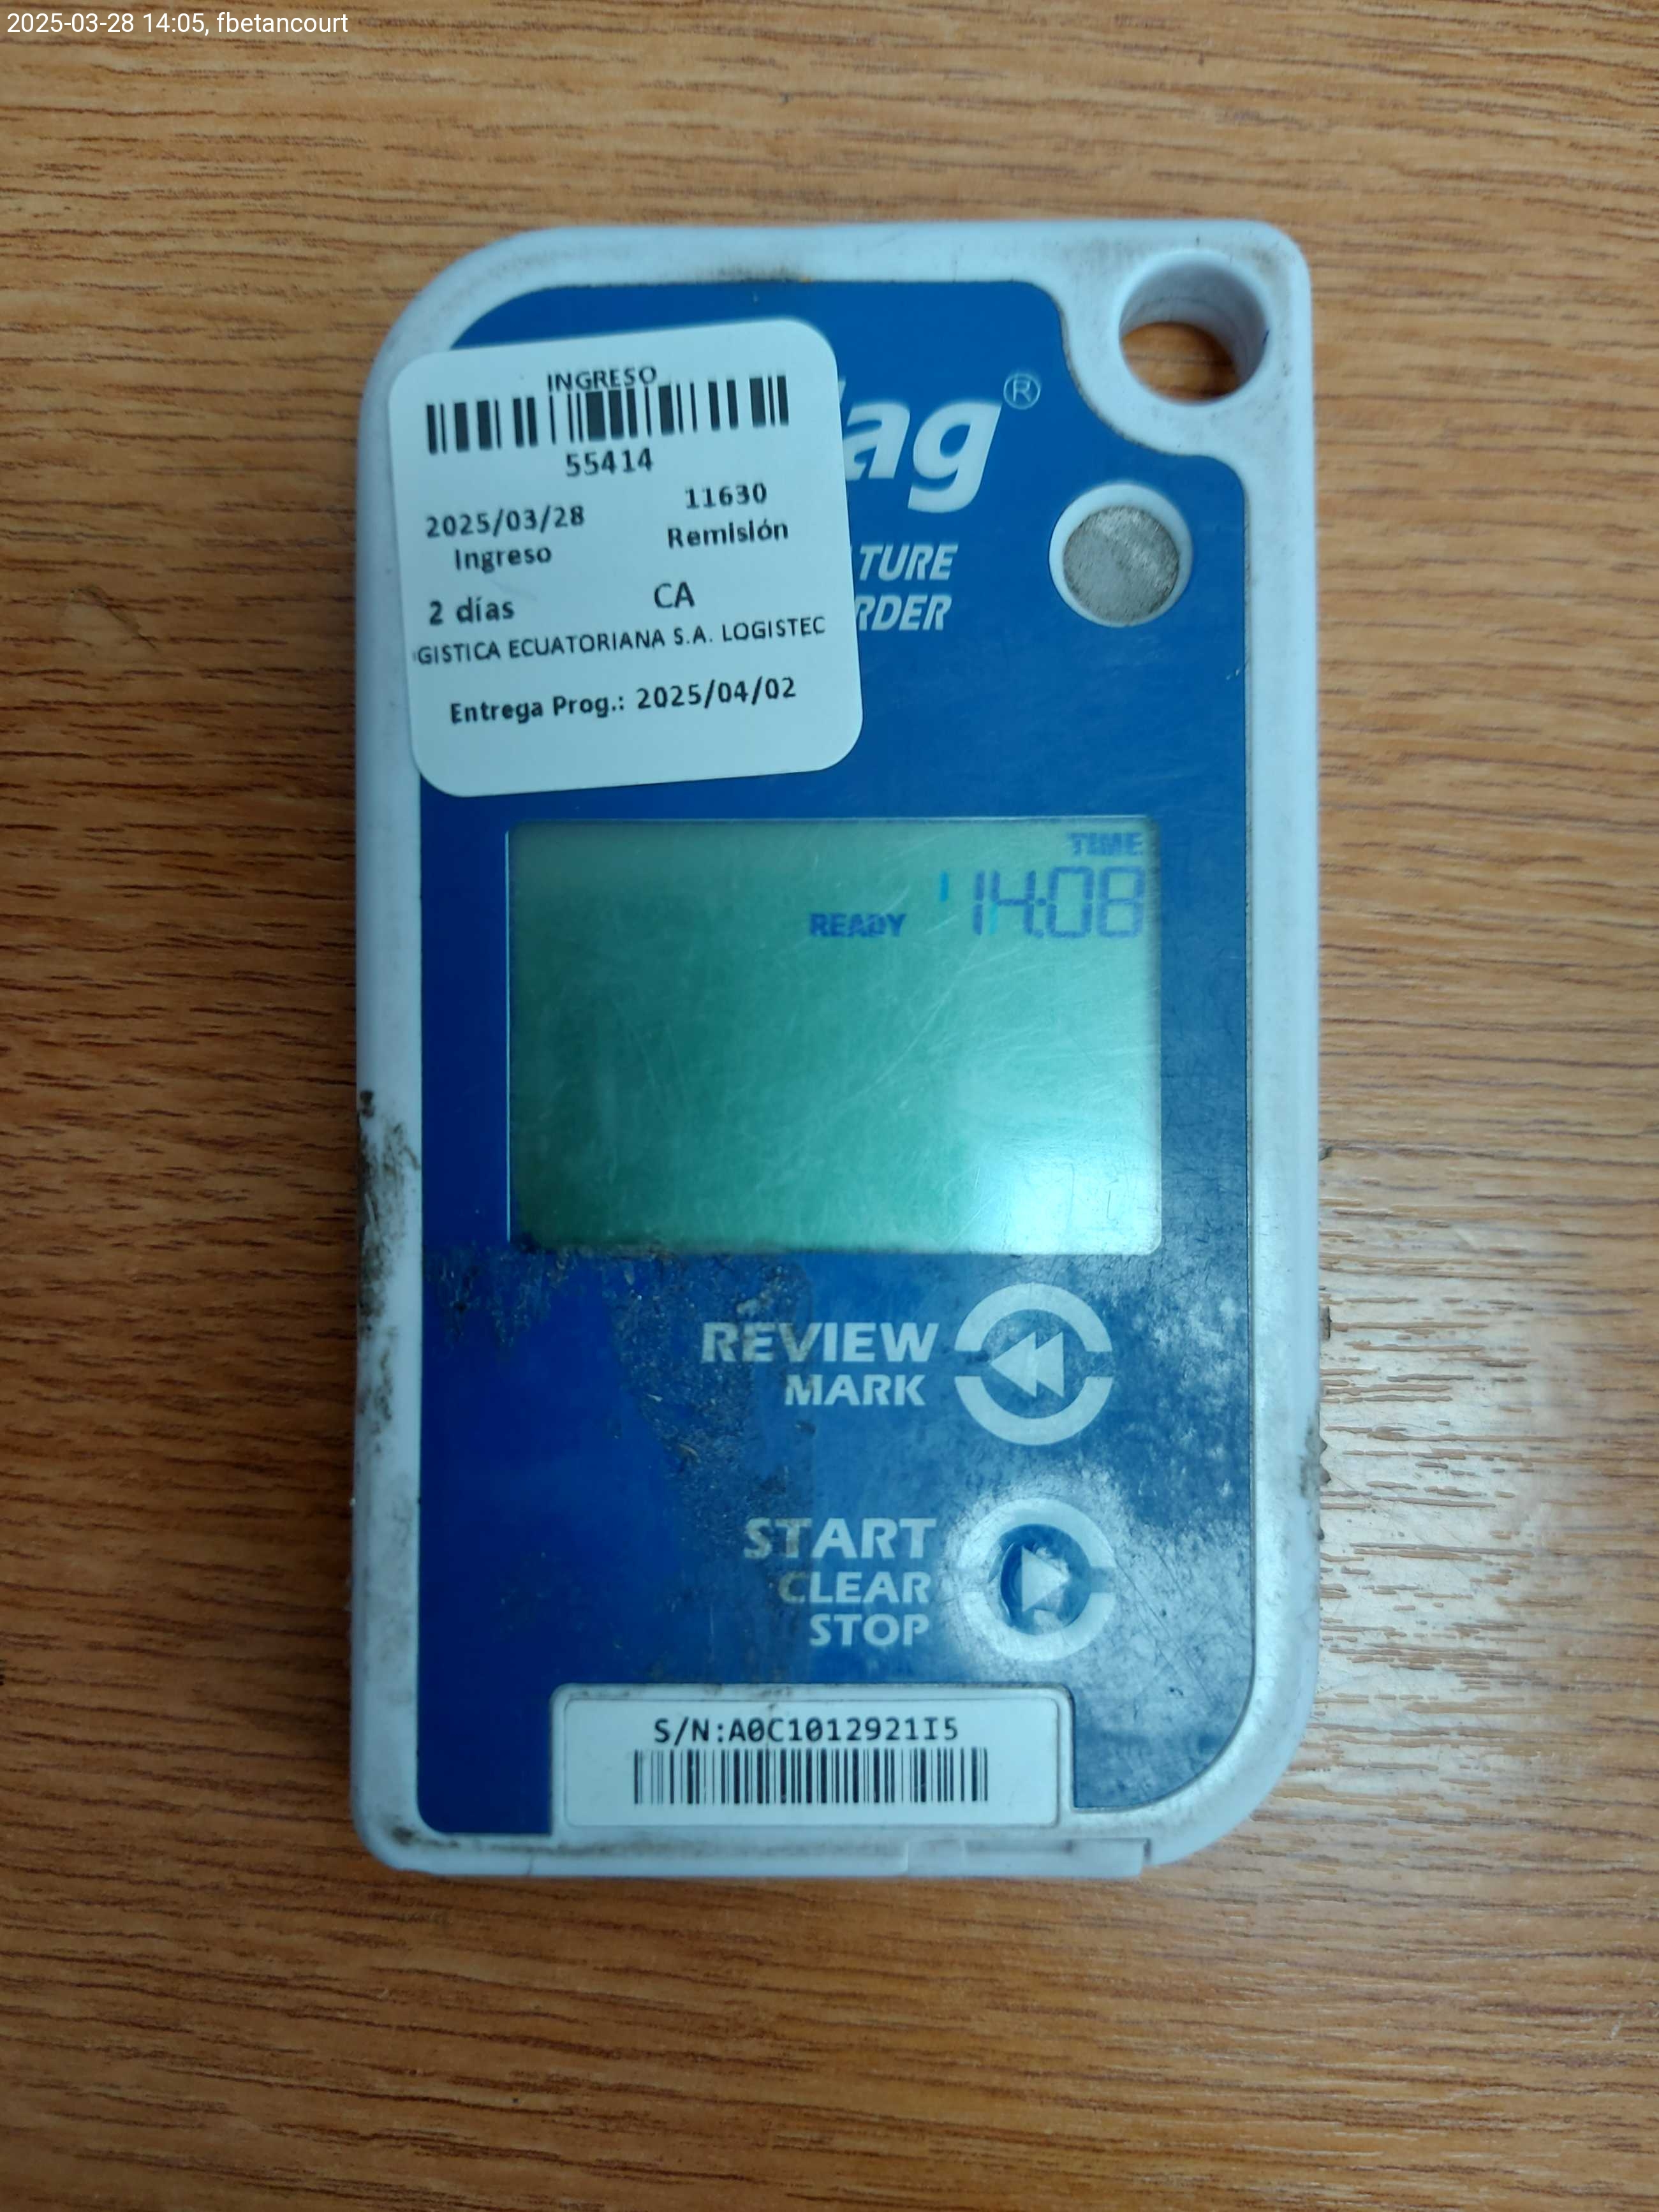 2025-03-28 14:05, fbetancourt
INGRESO
55414
2025/03/28
Ingreso
11630
Remisión
2 días
CA
GISTICA ECUATORIANA S.A. LOGISTEC
Entrega Prog.: 2025/04/02
ag®
TURE
RDER
TIME
READY
14:08
REVIEW
MARK
START
CLEAR
STOP
S/N:A0C1012921I5